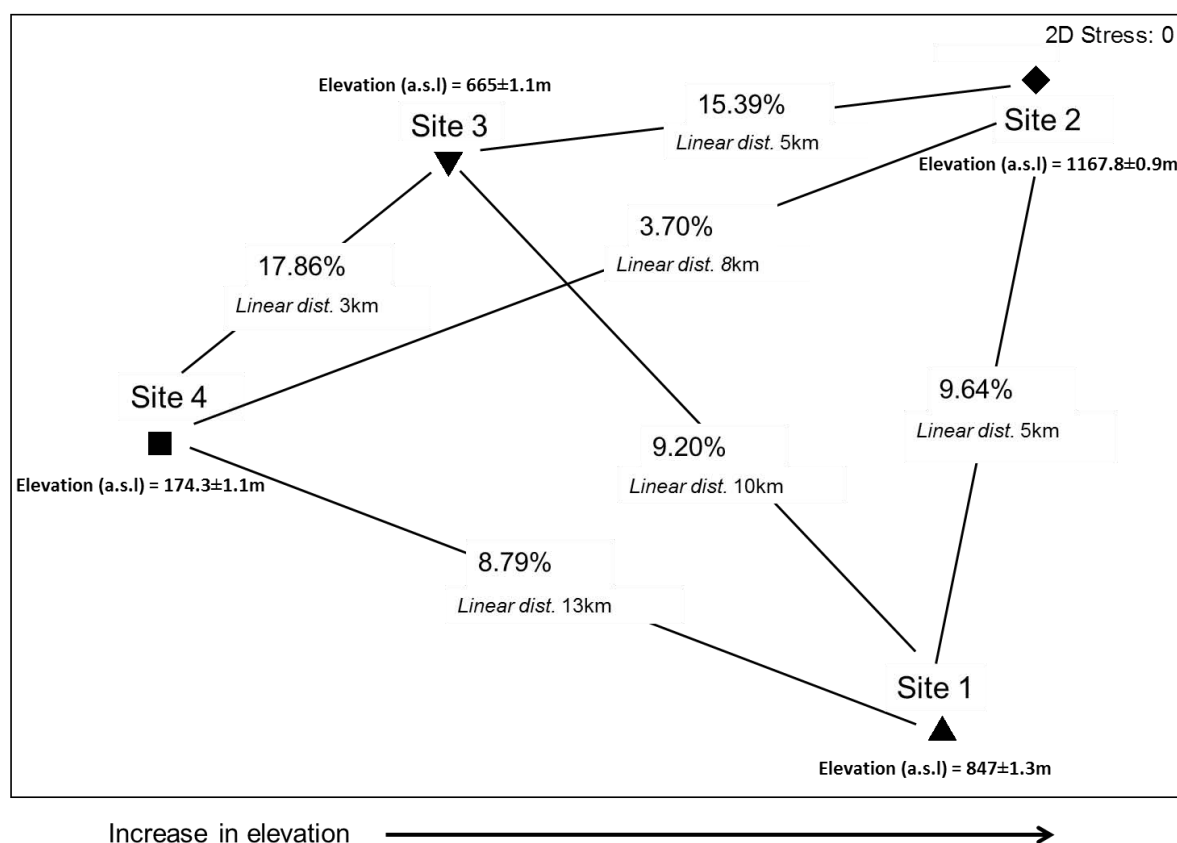 2D Stress: 0
Elevation (a.s.l) = 665±1.1m
Site 3
15.39%
Linear dist. 5km
Site 2
Elevation (a.s.l) = 1167.8±0.9m
3.70%
Linear dist. 8km
17.86%
Linear dist. 3km
Site 4
Elevation (a.s.l) = 174.3±1.1m
9.64%
Linear dist. 5km
9.20%
Linear dist. 10km
8.79%
Linear dist. 13km
Site 1
Elevation (a.s.l) = 847±1.3m
Increase in elevation